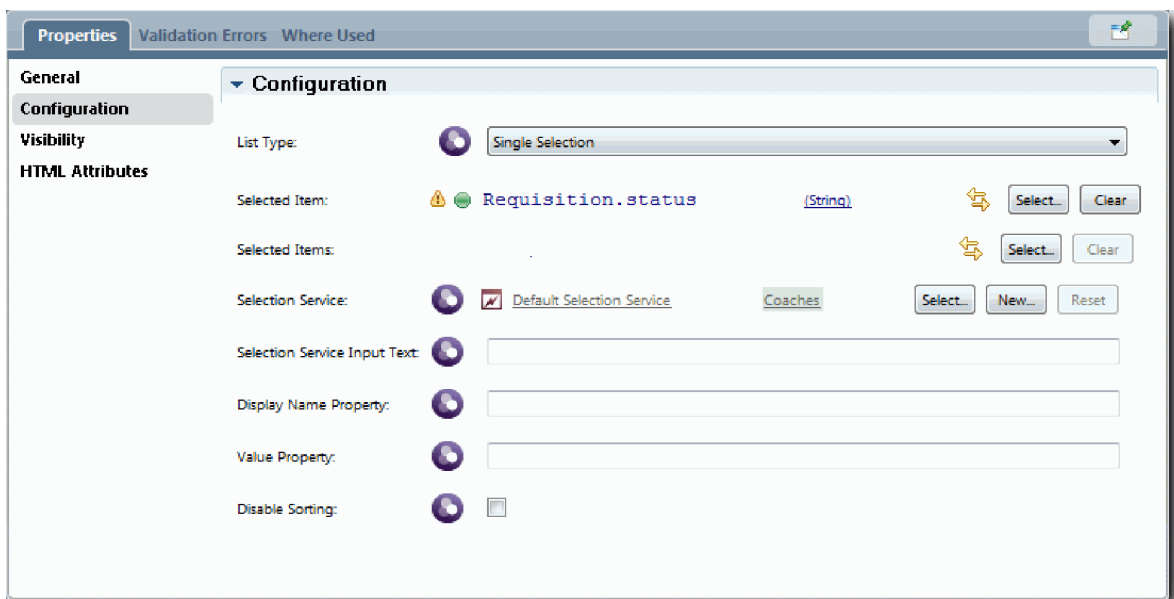 Properties Validation Errors Where Used
General
Configuration
Visibility
HTML Attributes
Configuration
List Type: Single Selection
Selected Item: Requisition.status (String) Select... Clear
Selected Items: Select... Clear
Selection Service: Default Selection Service Coaches Select... New... Reset
Selection Service Input Text:
Display Name Property:
Value Property:
Disable Sorting: